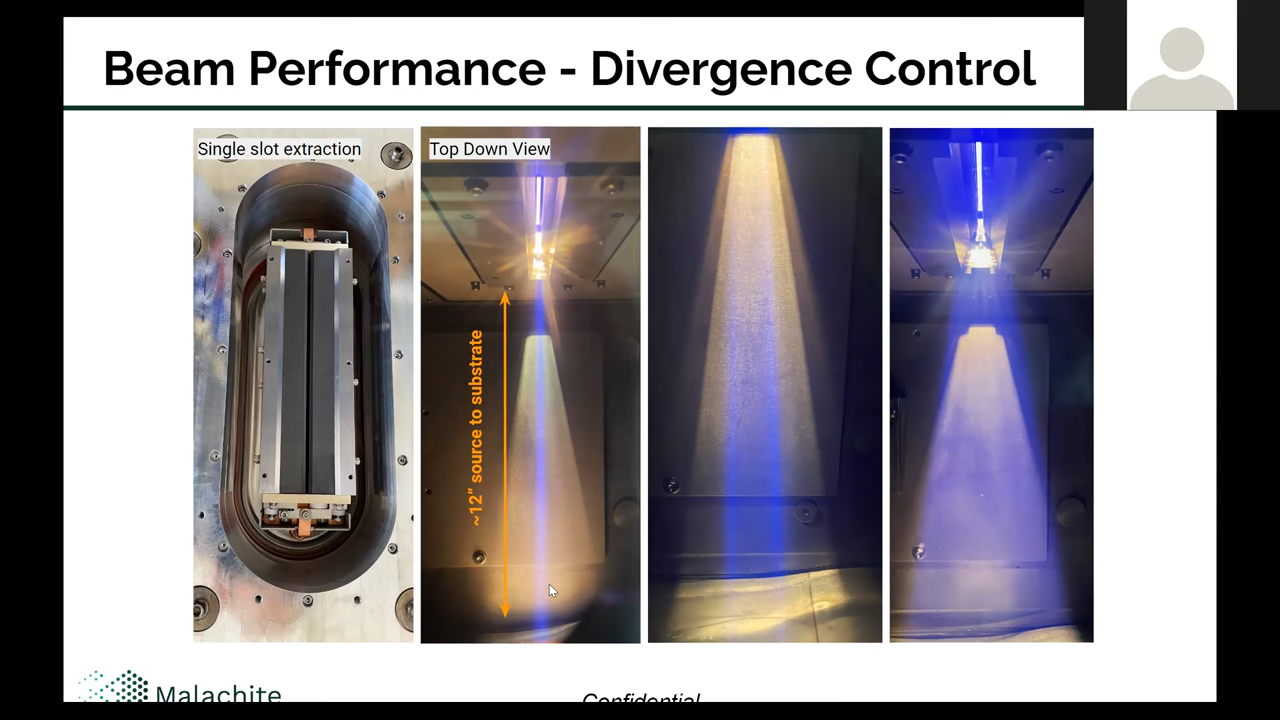 Beam Performance - Divergence Control
Single slot extraction
Top Down View
~12" source to substrate
Malachite
Confidential